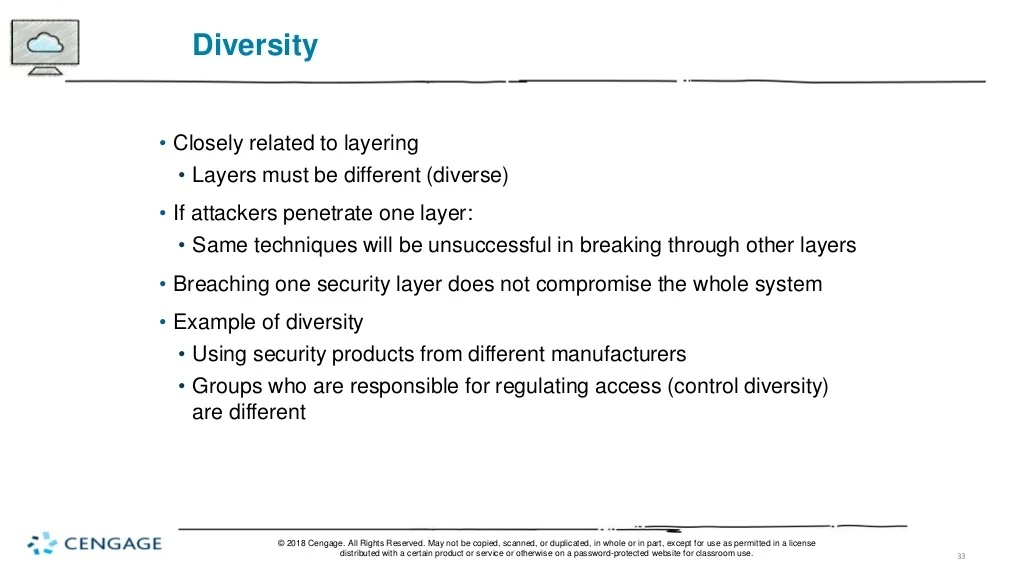 Diversity
• Closely related to layering
• Layers must be different (diverse)
• If attackers penetrate one layer:
• Same techniques will be unsuccessful in breaking through other layers
• Breaching one security layer does not compromise the whole system
• Example of diversity
• Using security products from different manufacturers
• Groups who are responsible for regulating access (control diversity)
are different
CENGAGE
© 2018 Cengage. All Rights Reserved. May not be copied, scanned, or duplicated, in whole or in part, except for use as permitted in a license
distributed with a certain product or service or otherwise on a password-protected website for classroom use.
33